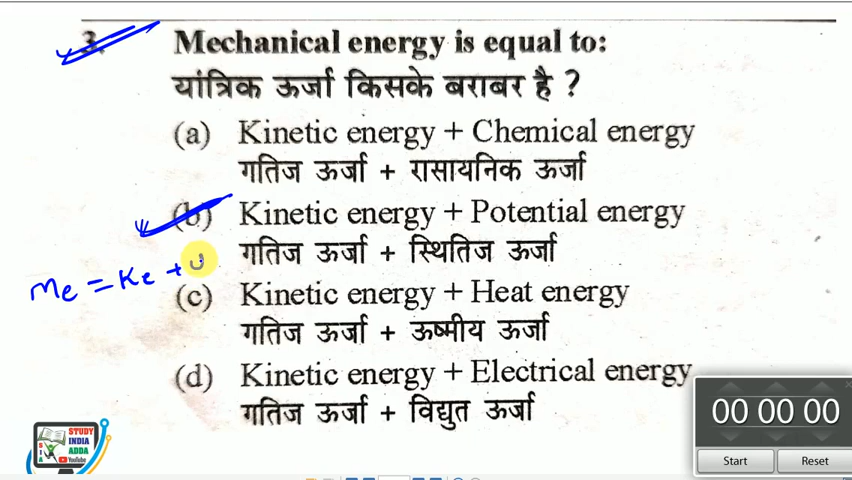 3. Mechanical energy is equal to:
यांत्रिक ऊर्जा किसके बराबर है ?
(a) Kinetic energy + Chemical energy
गतिज ऊर्जा + रासायनिक ऊर्जा
(b) Kinetic energy + Potential energy
गतिज ऊर्जा + स्थितिज ऊर्जा
Me = Ke +
(c) Kinetic energy + Heat energy
गतिज ऊर्जा + ऊष्मीय ऊर्जा
(d) Kinetic energy + Electrical energy
गतिज ऊर्जा + विद्युत ऊर्जा
00 00 00
Start Reset
STUDY
INDIA
ADDA
YouTube